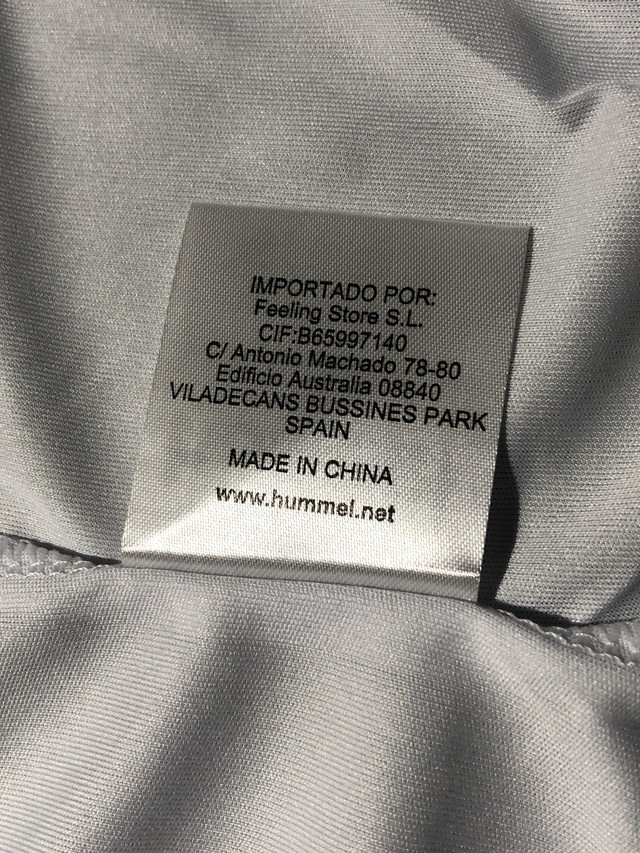 IMPORTADO POR:
Feeling Store S.L.
CIF:B65997140
C/ Antonio Machado 78-80
Edificio Australia 08840
VILADECANS BUSSINES PARK
SPAIN
MADE IN CHINA
www.hummel.net